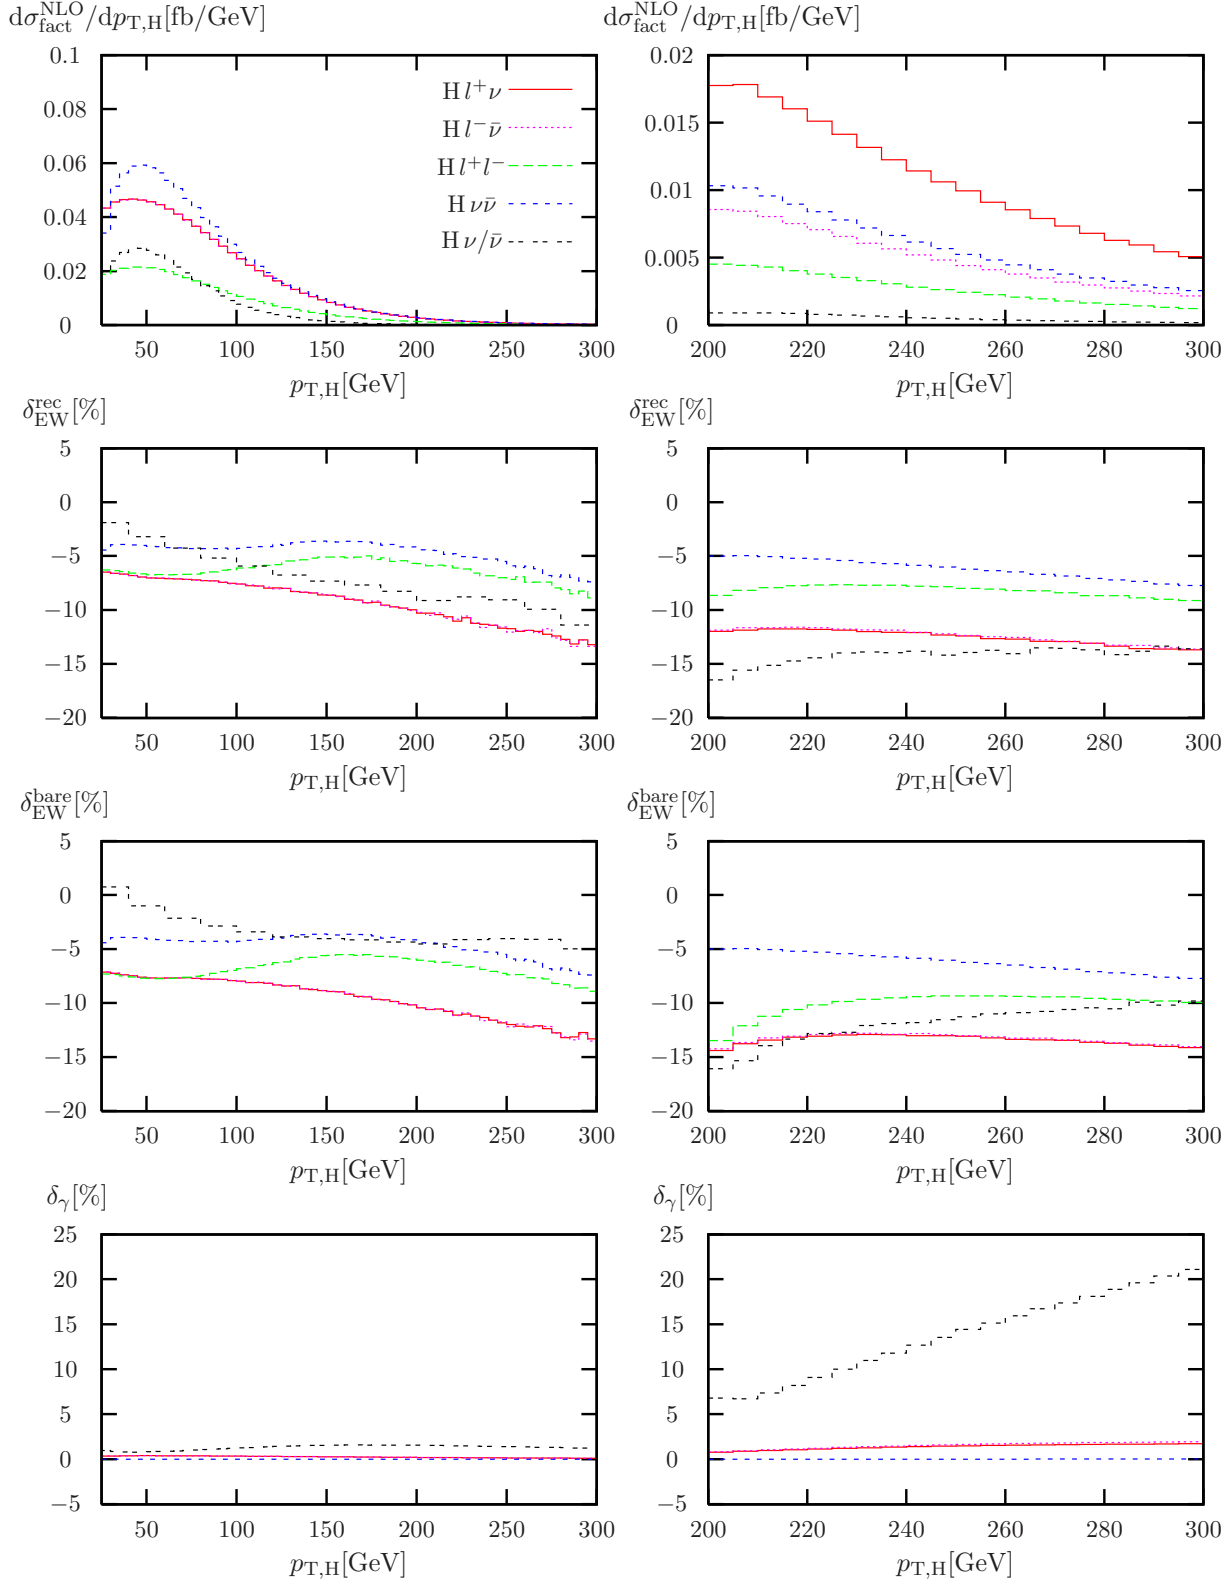 dσ^NLO_fact/dp_T,H[fb/GeV]
0.1
0.08
0.06
0.04
0.02
0
H l⁺ ν
H l⁻ ν̄
H l⁺ l⁻
H ν ν̄
H ν/ν̄
50 100 150 200 250 300
p_T,H[GeV]
dσ^NLO_fact/dp_T,H[fb/GeV]
0.02
0.015
0.01
0.005
0
200 220 240 260 280 300
p_T,H[GeV]
δ^rec_EW[%]
5
0
−5
−10
−15
−20
50 100 150 200 250 300
p_T,H[GeV]
δ^rec_EW[%]
5
0
−5
−10
−15
−20
200 220 240 260 280 300
p_T,H[GeV]
δ^bare_EW[%]
5
0
−5
−10
−15
−20
50 100 150 200 250 300
p_T,H[GeV]
δ^bare_EW[%]
5
0
−5
−10
−15
−20
200 220 240 260 280 300
p_T,H[GeV]
δ_γ[%]
25
20
15
10
5
0
−5
50 100 150 200 250 300
p_T,H[GeV]
δ_γ[%]
25
20
15
10
5
0
−5
200 220 240 260 280 300
p_T,H[GeV]